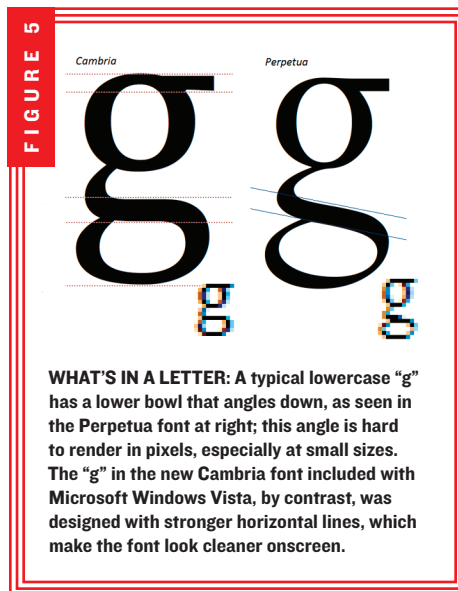 FIGURE 5
Cambria
Perpetua
g
g
g
g
WHAT'S IN A LETTER: A typical lowercase “g”
has a lower bowl that angles down, as seen in
the Perpetua font at right; this angle is hard
to render in pixels, especially at small sizes.
The “g” in the new Cambria font included with
Microsoft Windows Vista, by contrast, was
designed with stronger horizontal lines, which
make the font look cleaner onscreen.